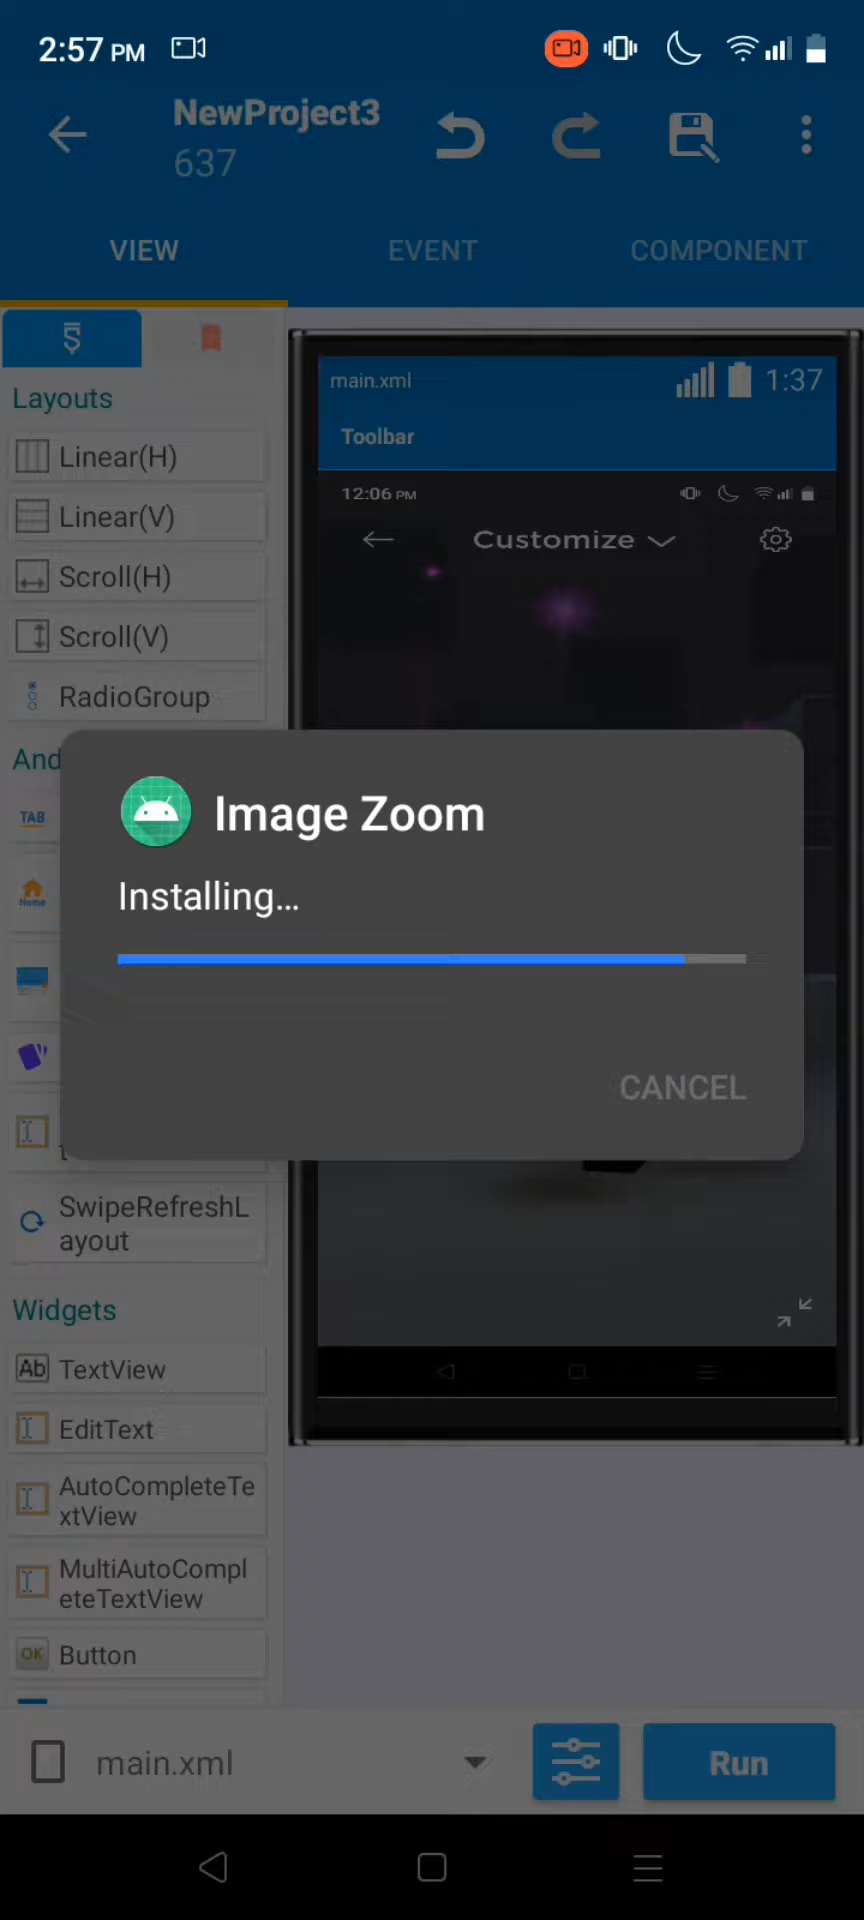 2:57 PM
NewProject3
637
VIEW
EVENT
COMPONENT
Layouts
Linear(H)
Linear(V)
Scroll(H)
Scroll(V)
RadioGroup
And
TAB
Home
SwipeRefreshL
ayout
Widgets
Ab TextView
EditText
AutoCompleteTe
xtView
MultiAutoCompl
eteTextView
OK Button
main.xml
1:37
Toolbar
12:06 PM
Customize
Image Zoom
Installing...
CANCEL
main.xml
Run